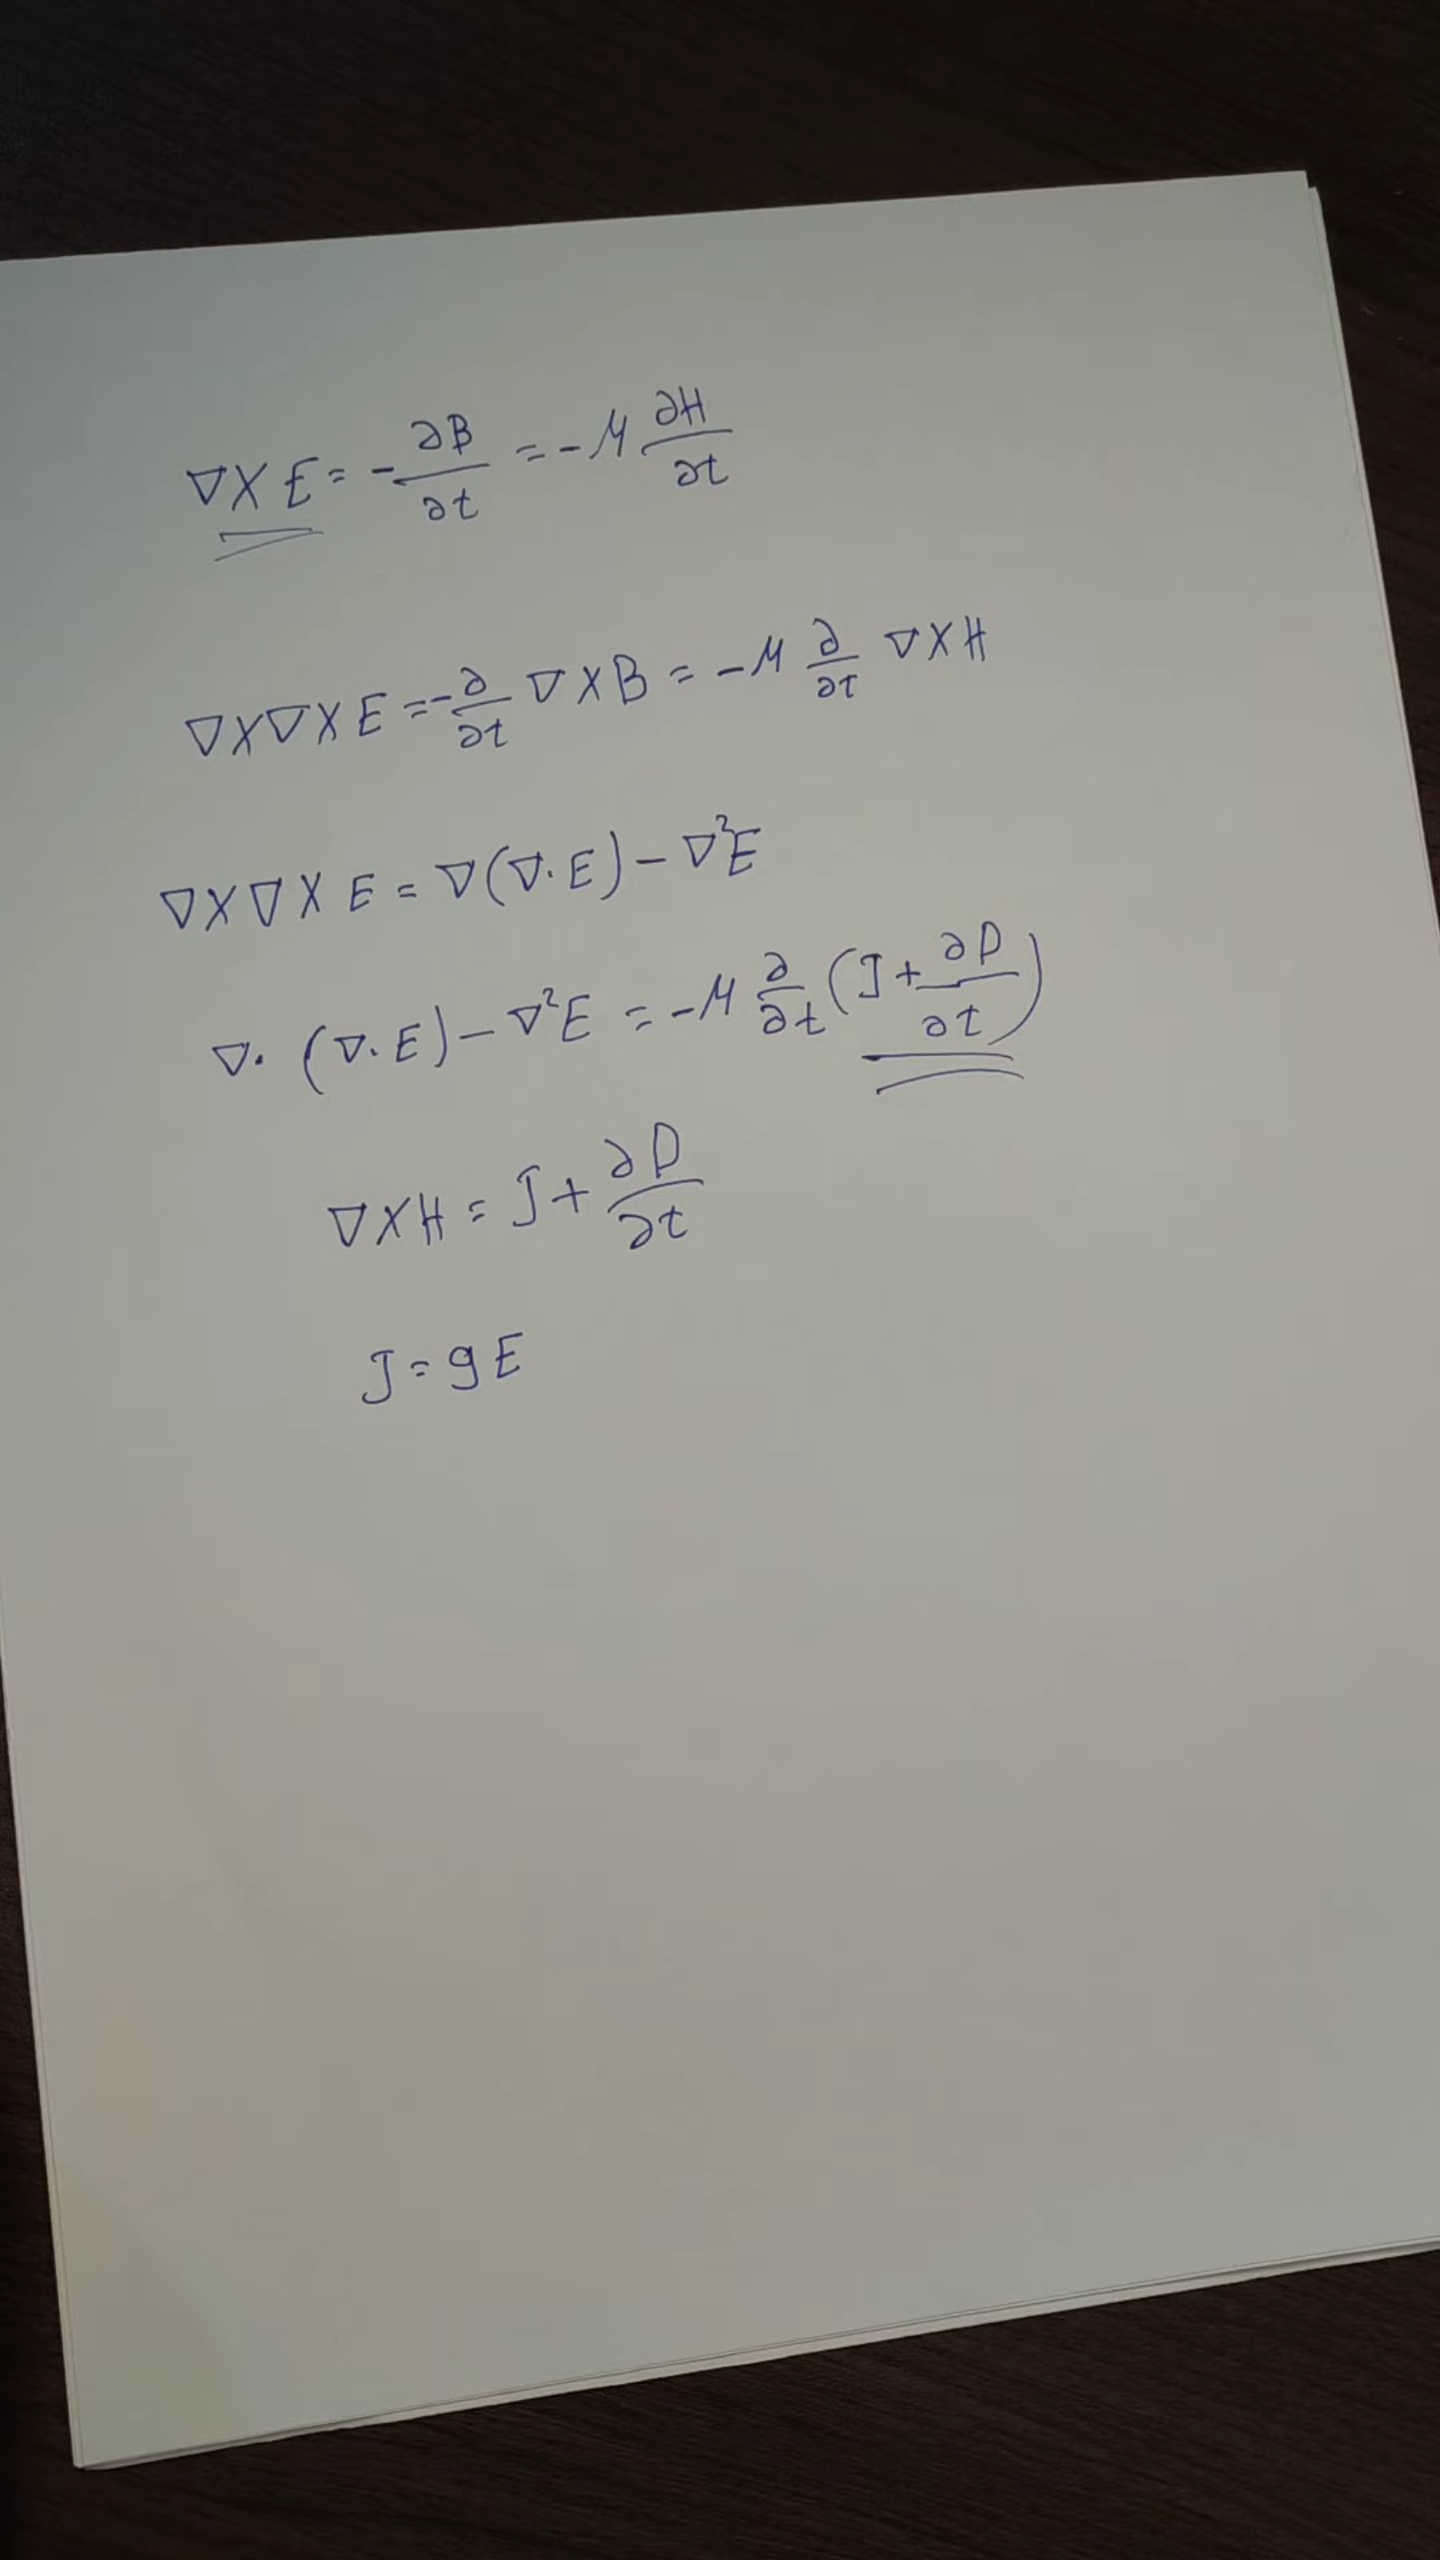 ∇×E = -∂B/∂t = -μ ∂H/∂t
∇×∇×E = -∂/∂t ∇×B = -μ ∂/∂t ∇×H
∇×∇×E = ∇(∇·E) - ∇²E
∇·(∇·E) - ∇²E = -μ ∂/∂t (J + ∂D/∂t)
∇×H = J + ∂D/∂t
J = gE